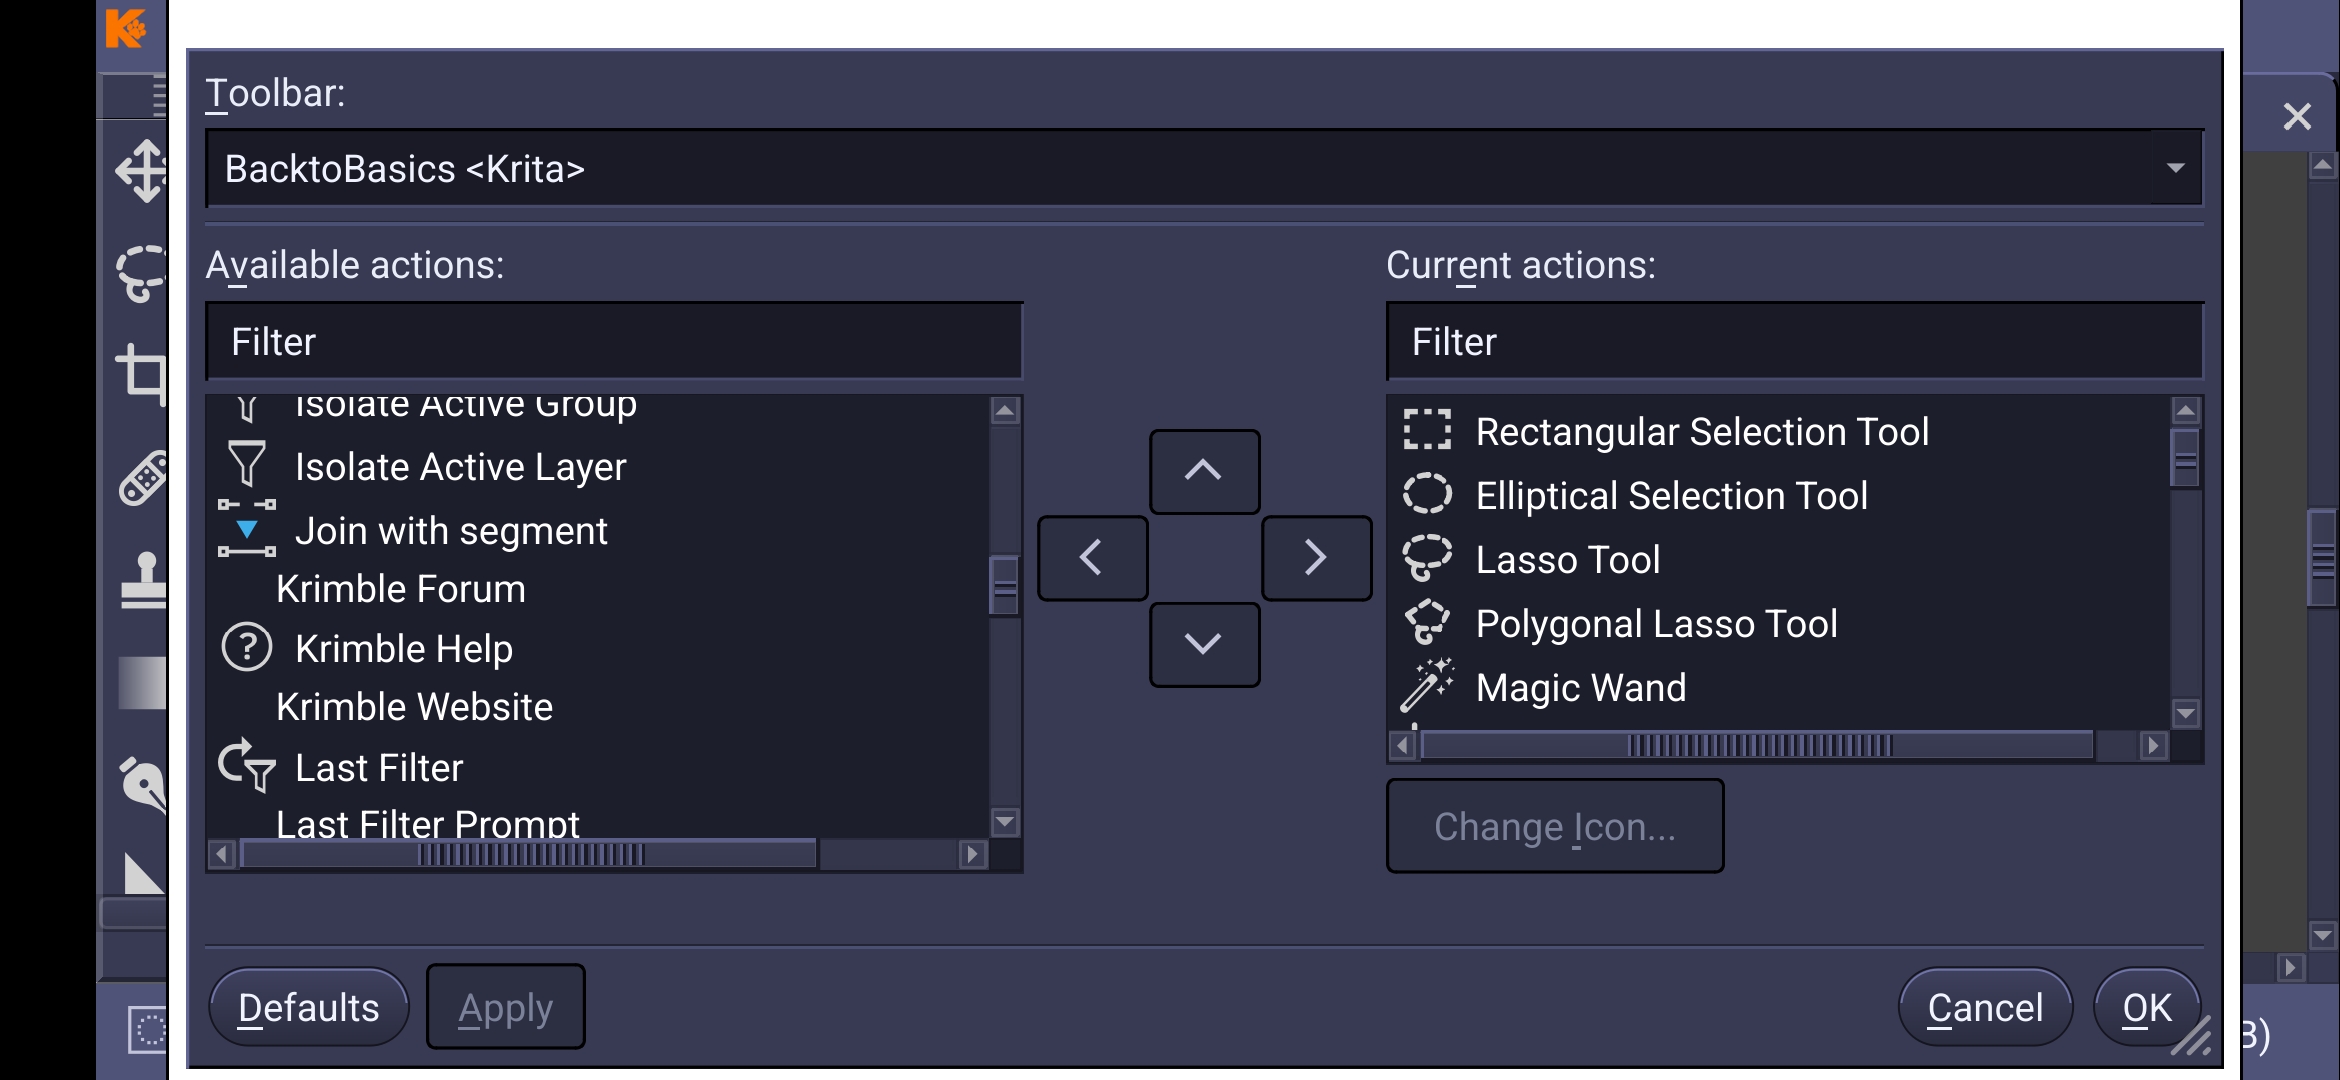 Toolbar:
BacktoBasics <Krita>
Available actions:
Filter
Isolate Active Group
Isolate Active Layer
Join with segment
Krimble Forum
Krimble Help
Krimble Website
Last Filter
Last Filter Prompt
Current actions:
Filter
Rectangular Selection Tool
Elliptical Selection Tool
Lasso Tool
Polygonal Lasso Tool
Magic Wand
Change Icon...
Defaults
Apply
Cancel
OK
B)